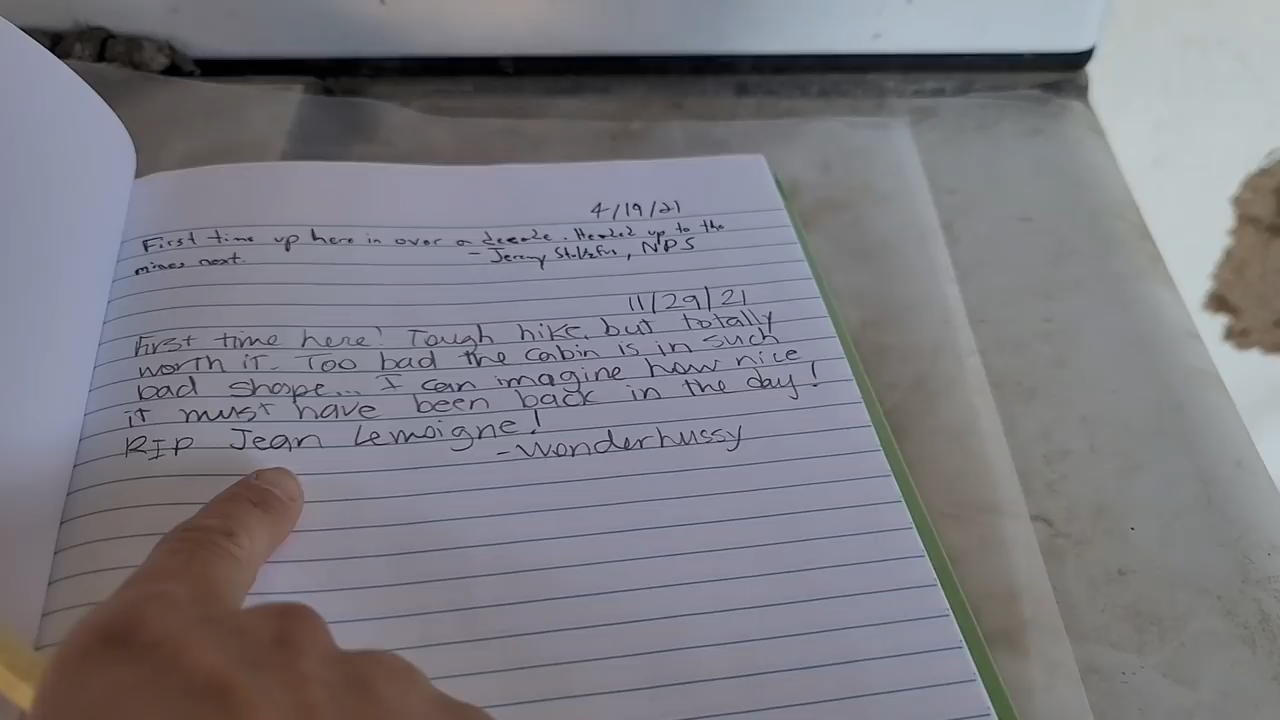 4/19/21
First time up here in over a decade. Headed up to the
mines next. - Jeremy Stoltzfus, NPS
11/29/21
First time here! Tough hike, but totally
worth it. Too bad the cabin is in such
bad shape... I can imagine how nice
it must have been back in the day!
RIP Jean Lemoigne!
-Wonderhussy